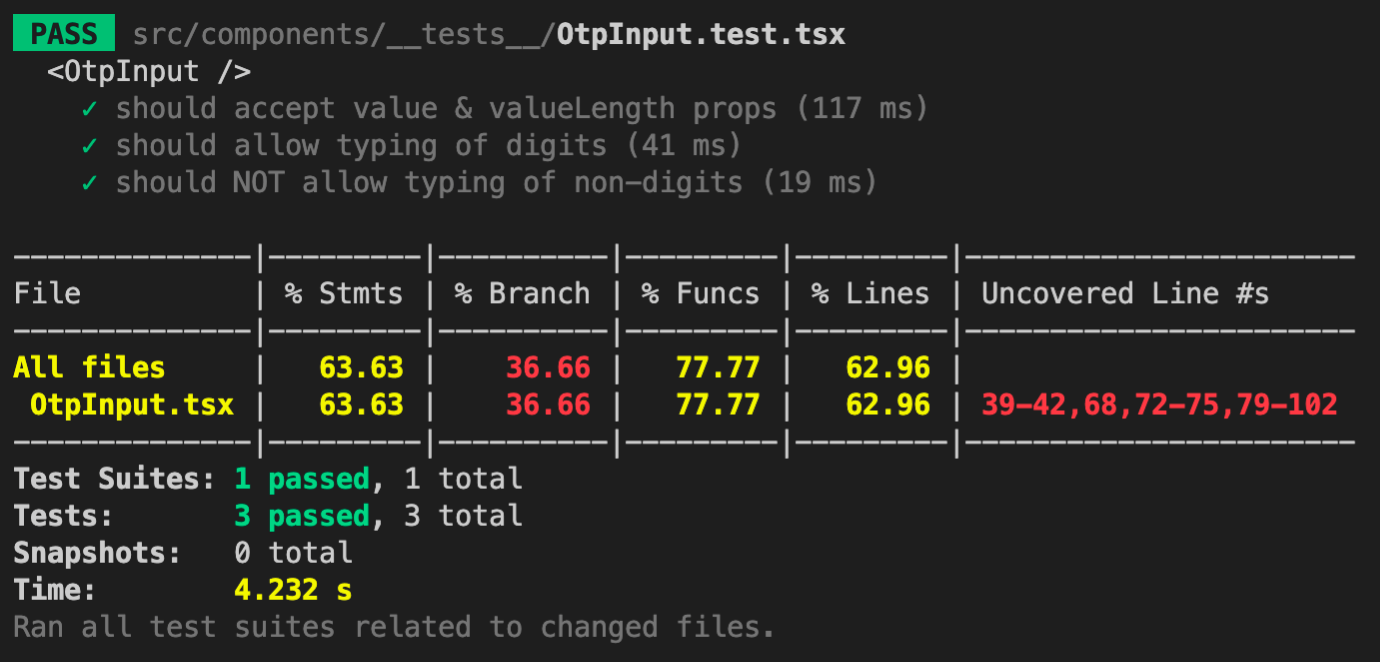 PASS src/components/__tests__/OtpInput.test.tsx
  <OtpInput />
    ✓ should accept value & valueLength props (117 ms)
    ✓ should allow typing of digits (41 ms)
    ✓ should NOT allow typing of non-digits (19 ms)

--------------|---------|----------|---------|---------|-----------------------
File          | % Stmts | % Branch | % Funcs | % Lines | Uncovered Line #s
--------------|---------|----------|---------|---------|-----------------------
All files     |   63.63 |    36.66 |   77.77 |   62.96 |
 OtpInput.tsx |   63.63 |    36.66 |   77.77 |   62.96 | 39-42,68,72-75,79-102
--------------|---------|----------|---------|---------|-----------------------
Test Suites: 1 passed, 1 total
Tests:       3 passed, 3 total
Snapshots:   0 total
Time:        4.232 s
Ran all test suites related to changed files.